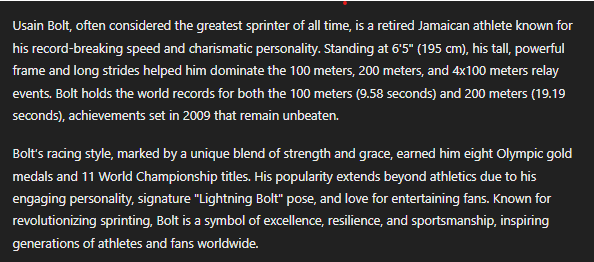 Usain Bolt, often considered the greatest sprinter of all time, is a retired Jamaican athlete known for
his record-breaking speed and charismatic personality. Standing at 6'5" (195 cm), his tall, powerful
frame and long strides helped him dominate the 100 meters, 200 meters, and 4x100 meters relay
events. Bolt holds the world records for both the 100 meters (9.58 seconds) and 200 meters (19.19
seconds), achievements set in 2009 that remain unbeaten.
Bolt's racing style, marked by a unique blend of strength and grace, earned him eight Olympic gold
medals and 11 World Championship titles. His popularity extends beyond athletics due to his
engaging personality, signature "Lightning Bolt" pose, and love for entertaining fans. Known for
revolutionizing sprinting, Bolt is a symbol of excellence, resilience, and sportsmanship, inspiring
generations of athletes and fans worldwide.